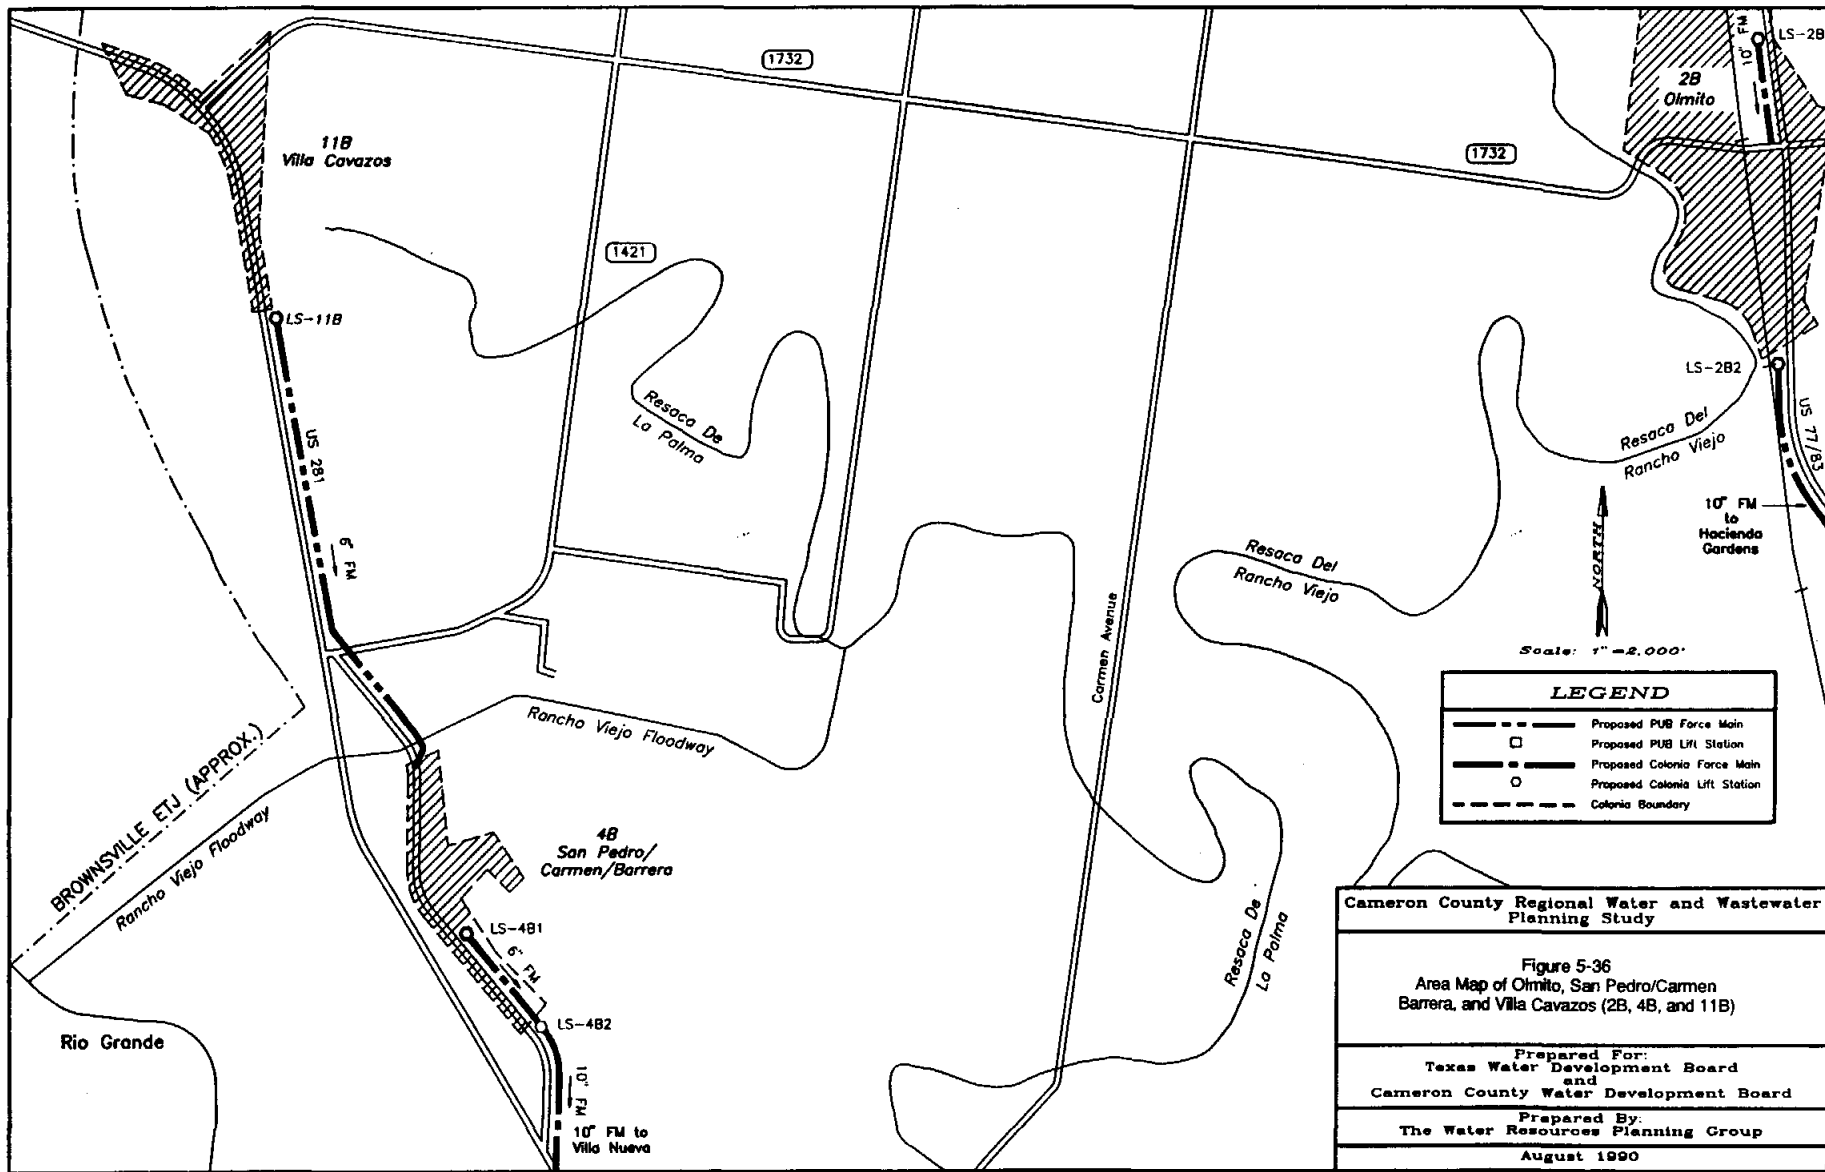 1732
10" FM
LS-2B
2B
Olmito
11B
Villa Cavazos
1732
1421
LS-11B
Resaca De
La Palma
LS-2B2
Resaca Del
Rancho Viejo
US 77/83
US 281
6" FM
10" FM
to
Hacienda
Gardens
Resaca Del
Rancho Viejo
NORTH
Scale: 1"=2,000'
Carmen Avenue
Rancho Viejo Floodway
BROWNSVILLE ETJ (APPROX.)
Rancho Viejo Floodway
LEGEND
Proposed PUB Force Main
Proposed PUB Lift Station
Proposed Colonia Force Main
Proposed Colonia Lift Station
Colonia Boundary
4B
San Pedro/
Carmen/Barrera
LS-4B1
6" FM
LS-4B2
Resaca De
La Palma
Rio Grande
10" FM
10" FM to
Villa Nueva
Cameron County Regional Water and Wastewater
Planning Study
Figure 5-36
Area Map of Olmito, San Pedro/Carmen
Barrera, and Villa Cavazos (2B, 4B, and 11B)
Prepared For:
Texas Water Development Board
and
Cameron County Water Development Board
Prepared By:
The Water Resources Planning Group
August 1990